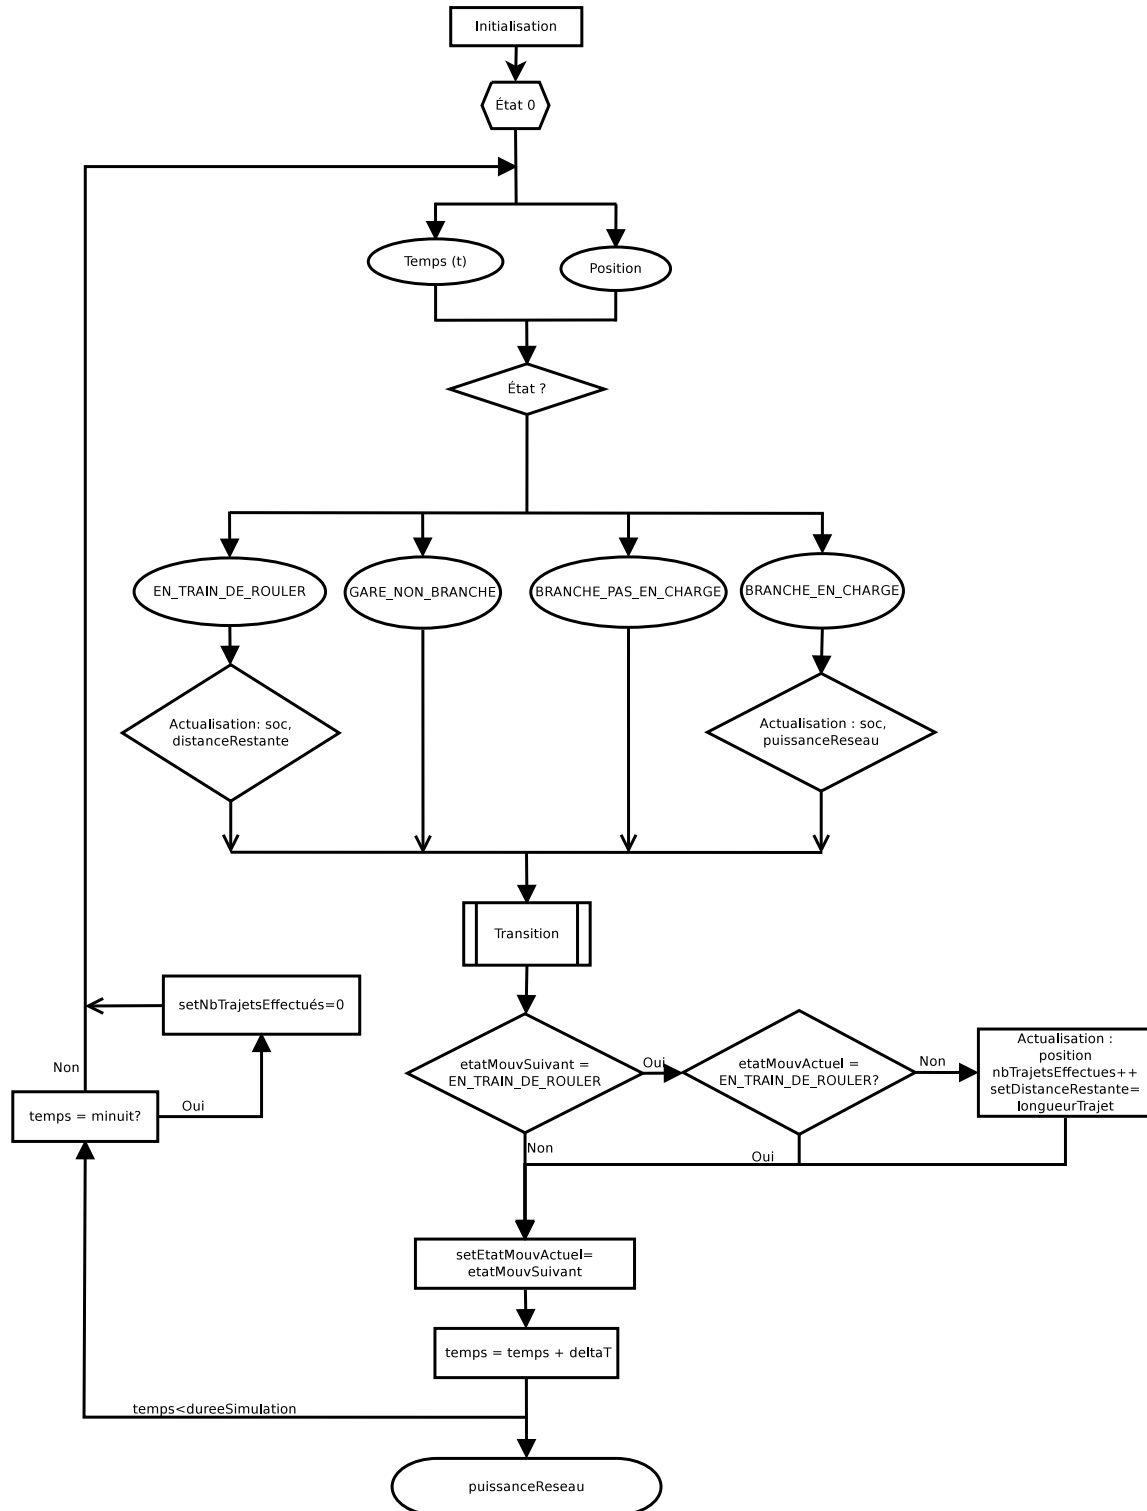 Initialisation
État 0
Temps (t)
Position
État ?
EN_TRAIN_DE_ROULER
GARE_NON_BRANCHE
BRANCHE_PAS_EN_CHARGE
BRANCHE_EN_CHARGE
Actualisation: soc,
distanceRestante
Actualisation : soc,
puissanceReseau
Transition
setNbTrajetsEffectués=0
etatMouvSuivant =
EN_TRAIN_DE_ROULER
Oui
etatMouvActuel =
EN_TRAIN_DE_ROULER?
Non
Actualisation :
position
nbTrajetsEffectues++
setDistanceRestante=
longueurTrajet
Non
temps = minuit?
Oui
Non
Oui
setEtatMouvActuel=
etatMouvSuivant
temps = temps + deltaT
temps<dureeSimulation
puissanceReseau